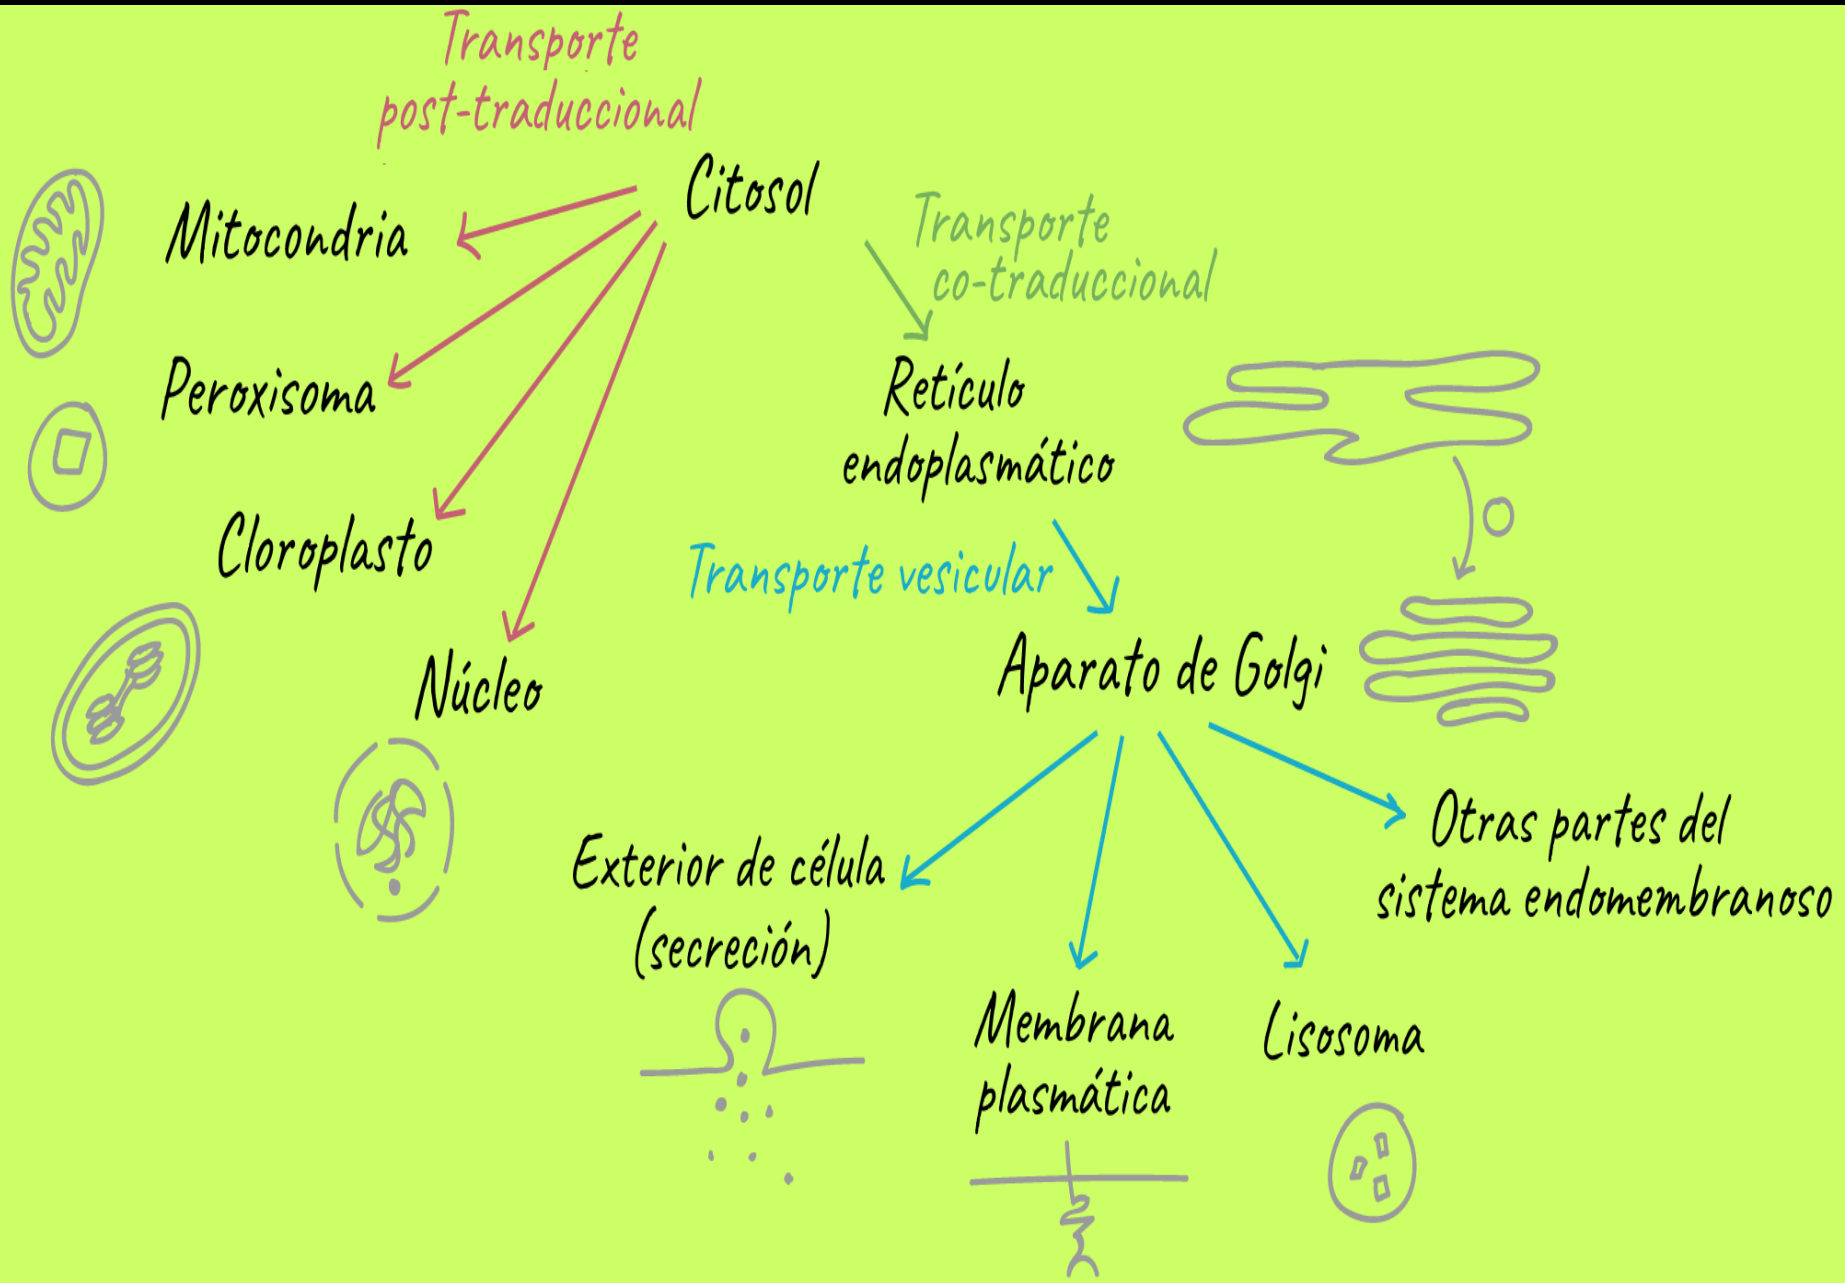 Transporte
post-traduccional
Citosol
Mitocondria
Transporte
co-traduccional
Peroxisoma
Retículo
endoplasmático
Cloroplasto
Transporte vesicular
Núcleo
Aparato de Golgi
Exterior de célula
(secreción)
Otras partes del
sistema endomembranoso
Membrana
plasmática
Lisosoma